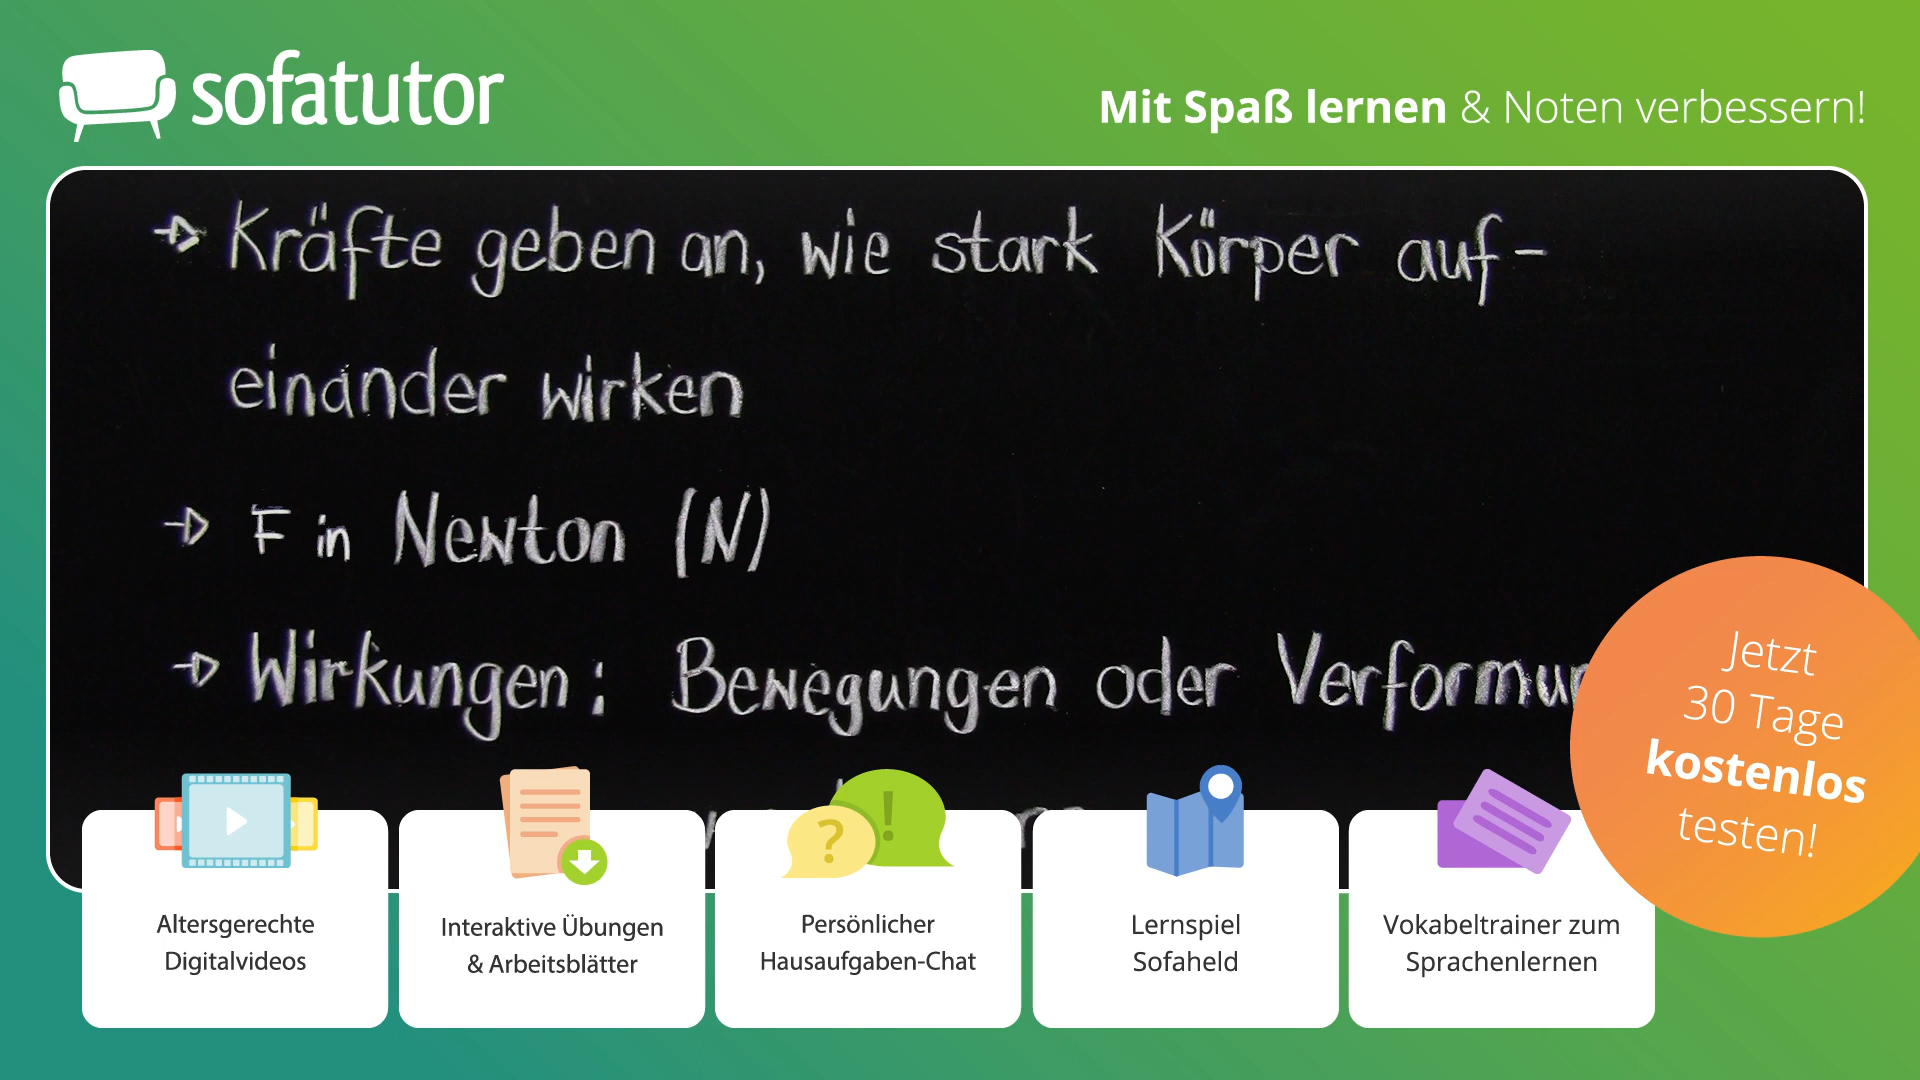 sofatutor
Mit Spaß lernen & Noten verbessern!
Kräfte geben an, wie stark Körper auf-
einander wirken
F in Newton (N)
Wirkungen: Bewegungen oder
Jetzt
30 Tage
kostenlos
testen!
?
!
Altersgerechte
Digitalvideos
Interaktive Übungen
& Arbeitsblätter
Persönlicher
Hausaufgaben-Chat
Lernspiel
Sofaheld
Vokabeltrainer zum
Sprachenlernen